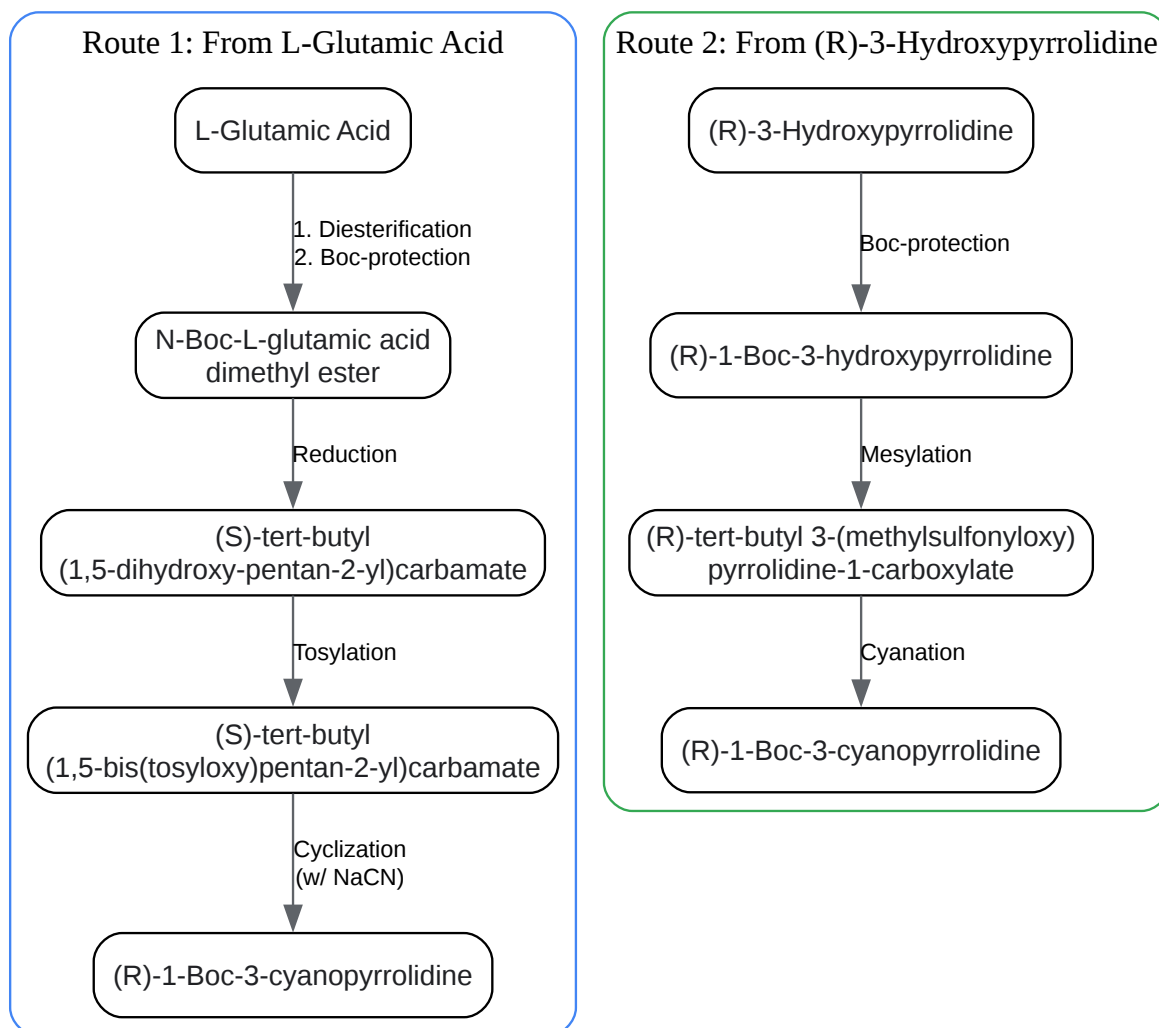 Route 1: From L-Glutamic Acid
L-Glutamic Acid
1. Diesterification
2. Boc-protection
N-Boc-L-glutamic acid
dimethyl ester
Reduction
(S)-tert-butyl
(1,5-dihydroxy-pentan-2-yl)carbamate
Tosylation
(S)-tert-butyl
(1,5-bis(tosyloxy)pentan-2-yl)carbamate
Cyclization
(w/ NaCN)
(R)-1-Boc-3-cyanopyrrolidine
Route 2: From (R)-3-Hydroxypyrrolidine
(R)-3-Hydroxypyrrolidine
Boc-protection
(R)-1-Boc-3-hydroxypyrrolidine
Mesylation
(R)-tert-butyl 3-(methylsulfonyloxy)
pyrrolidine-1-carboxylate
Cyanation
(R)-1-Boc-3-cyanopyrrolidine